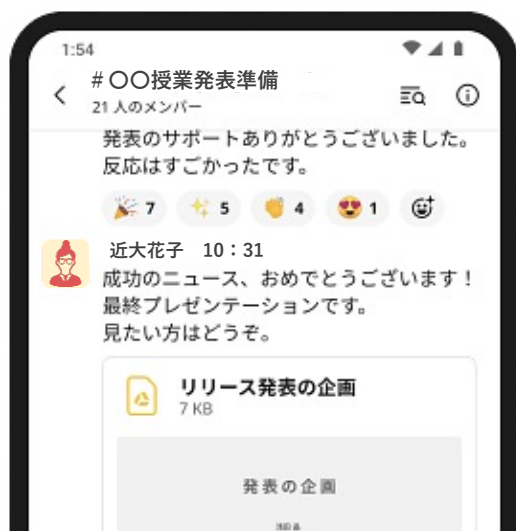 1:54
#〇〇授業発表準備
21 人のメンバー
発表のサポートありがとうございました。
反応はすごかったです。
7 5 4 1
近大花子 10:31
成功のニュース、おめでとうございます!
最終プレゼンテーションです。
見たい方はどうぞ。
リリース発表の企画
7 KB
発表の企画